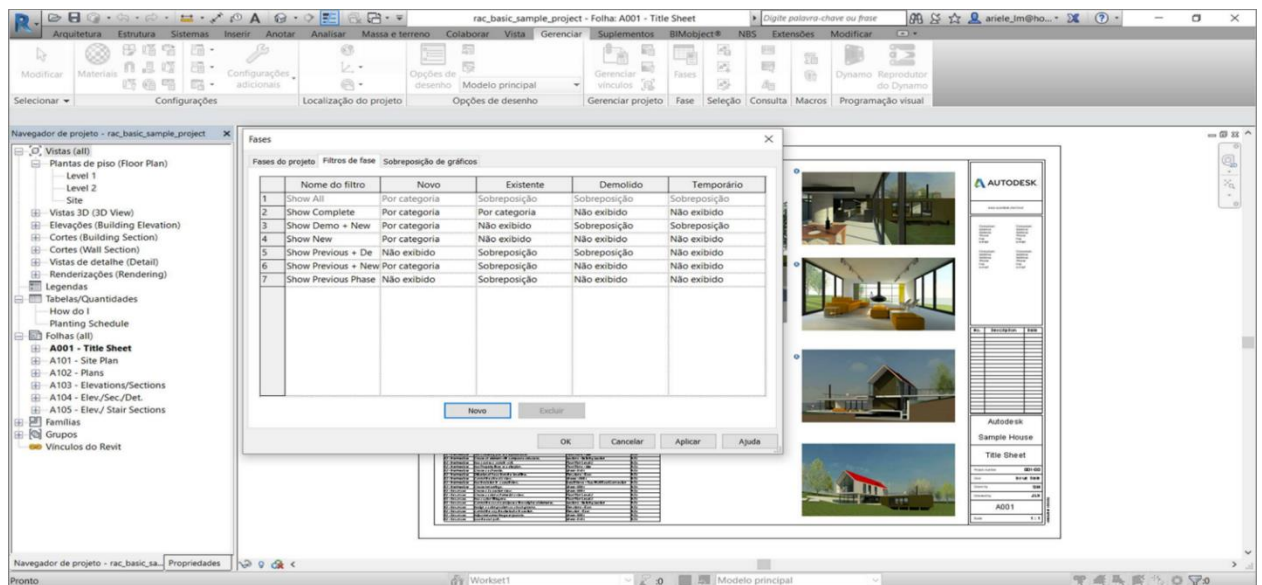 rac_basic_sample_project - Folha: A001 - Title Sheet
Digite palavra-chave ou frase
ariele_lm@ho...
Arquitetura Estrutura Sistemas Inserir Anotar Analisar Massa e terreno Colaborar Vista Gerenciar Suplementos BIMobject® NBS Extensões Modificar
Modificar
Materiais
Configurações adicionais
Opções de desenho
Modelo principal
Gerenciar vínculos
Fases
Dynamo
Reprodutor do Dynamo
Selecionar Configurações Localização do projeto Opções de desenho Gerenciar projeto Fase Seleção Consulta Macros Programação visual
Navegador de projeto - rac_basic_sample_project
Vistas (all)
Plantas de piso (Floor Plan)
Level 1
Level 2
Site
Vistas 3D (3D View)
Elevações (Building Elevation)
Cortes (Building Section)
Cortes (Wall Section)
Vistas de detalhe (Detail)
Renderizações (Rendering)
Legendas
Tabelas/Quantidades
How do I
Planting Schedule
Folhas (all)
A001 - Title Sheet
A101 - Site Plan
A102 - Plans
A103 - Elevations/Sections
A104 - Elev./Sec./Det.
A105 - Elev./ Stair Sections
Famílias
Grupos
Vínculos do Revit
Fases
Fases do projeto Filtros de fase Sobreposição de gráficos
Nome do filtro Novo Existente Demolido Temporário
1 Show All Por categoria Sobreposição Sobreposição Sobreposição
2 Show Complete Por categoria Por categoria Não exibido Não exibido
3 Show Demo + New Por categoria Não exibido Sobreposição Sobreposição
4 Show New Por categoria Não exibido Não exibido Não exibido
5 Show Previous + De Não exibido Sobreposição Sobreposição Não exibido
6 Show Previous + New Por categoria Sobreposição Não exibido Não exibido
7 Show Previous Phase Não exibido Sobreposição Não exibido Não exibido
Novo Excluir
OK Cancelar Aplicar Ajuda
AUTODESK
No. Description Date
Autodesk
Sample House
Title Sheet
A001
Navegador de projeto - rac_basic_sa... Propriedades
Pronto
Workset1
:0
Modelo principal
:0